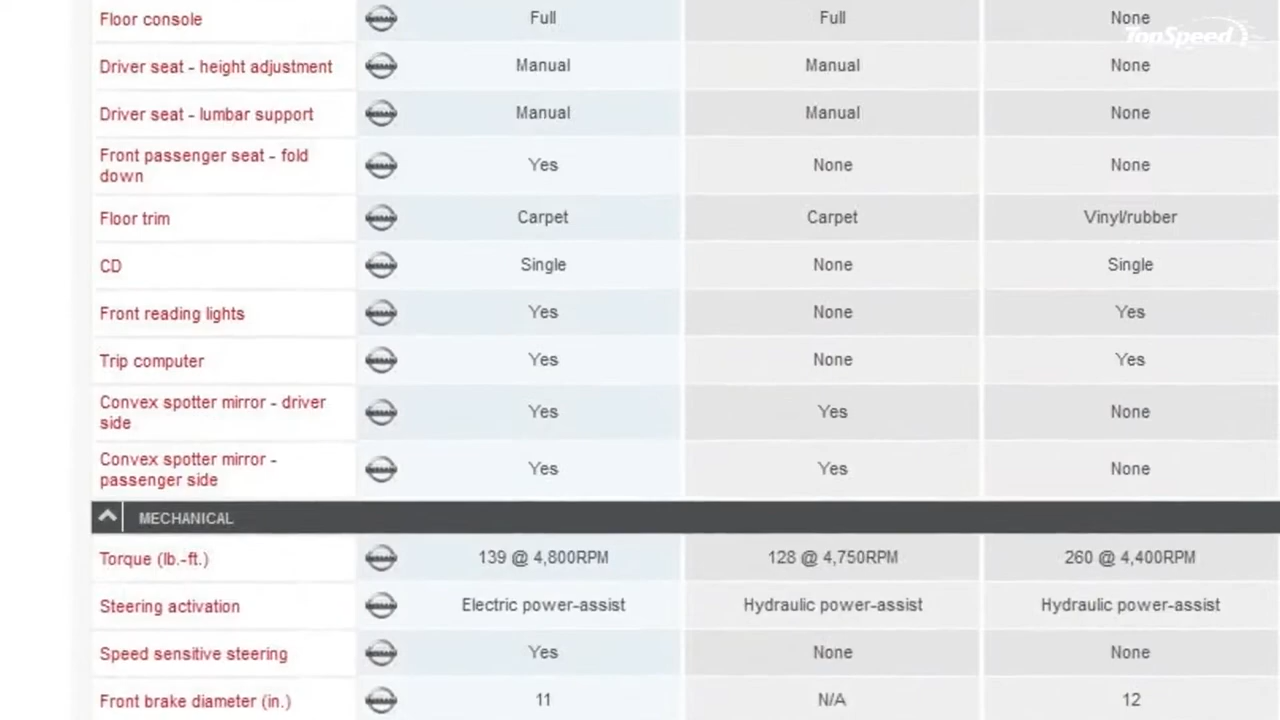 Floor console Full Full None
TopSpeed
Driver seat - height adjustment Manual Manual None
Driver seat - lumbar support Manual Manual None
Front passenger seat - fold
down Yes None None
Floor trim Carpet Carpet Vinyl/rubber
CD Single None Single
Front reading lights Yes None Yes
Trip computer Yes None Yes
Convex spotter mirror - driver
side Yes Yes None
Convex spotter mirror -
passenger side Yes Yes None
MECHANICAL
Torque (lb.-ft.) 139 @ 4,800RPM 128 @ 4,750RPM 260 @ 4,400RPM
Steering activation Electric power-assist Hydraulic power-assist Hydraulic power-assist
Speed sensitive steering Yes None None
Front brake diameter (in.) 11 N/A 12